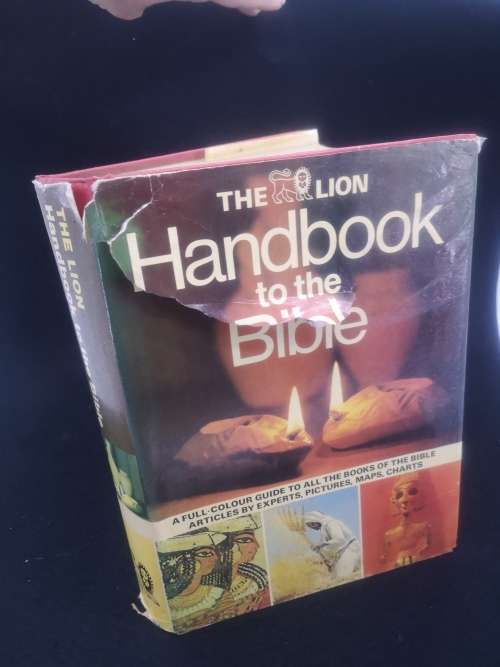 THE LION
Handbook
to the
Bible
A FULL-COLOUR GUIDE TO ALL THE BOOKS OF THE BIBLE
ARTICLES BY EXPERTS, PICTURES, MAPS, CHARTS
THE LION
Handbook to the Bible